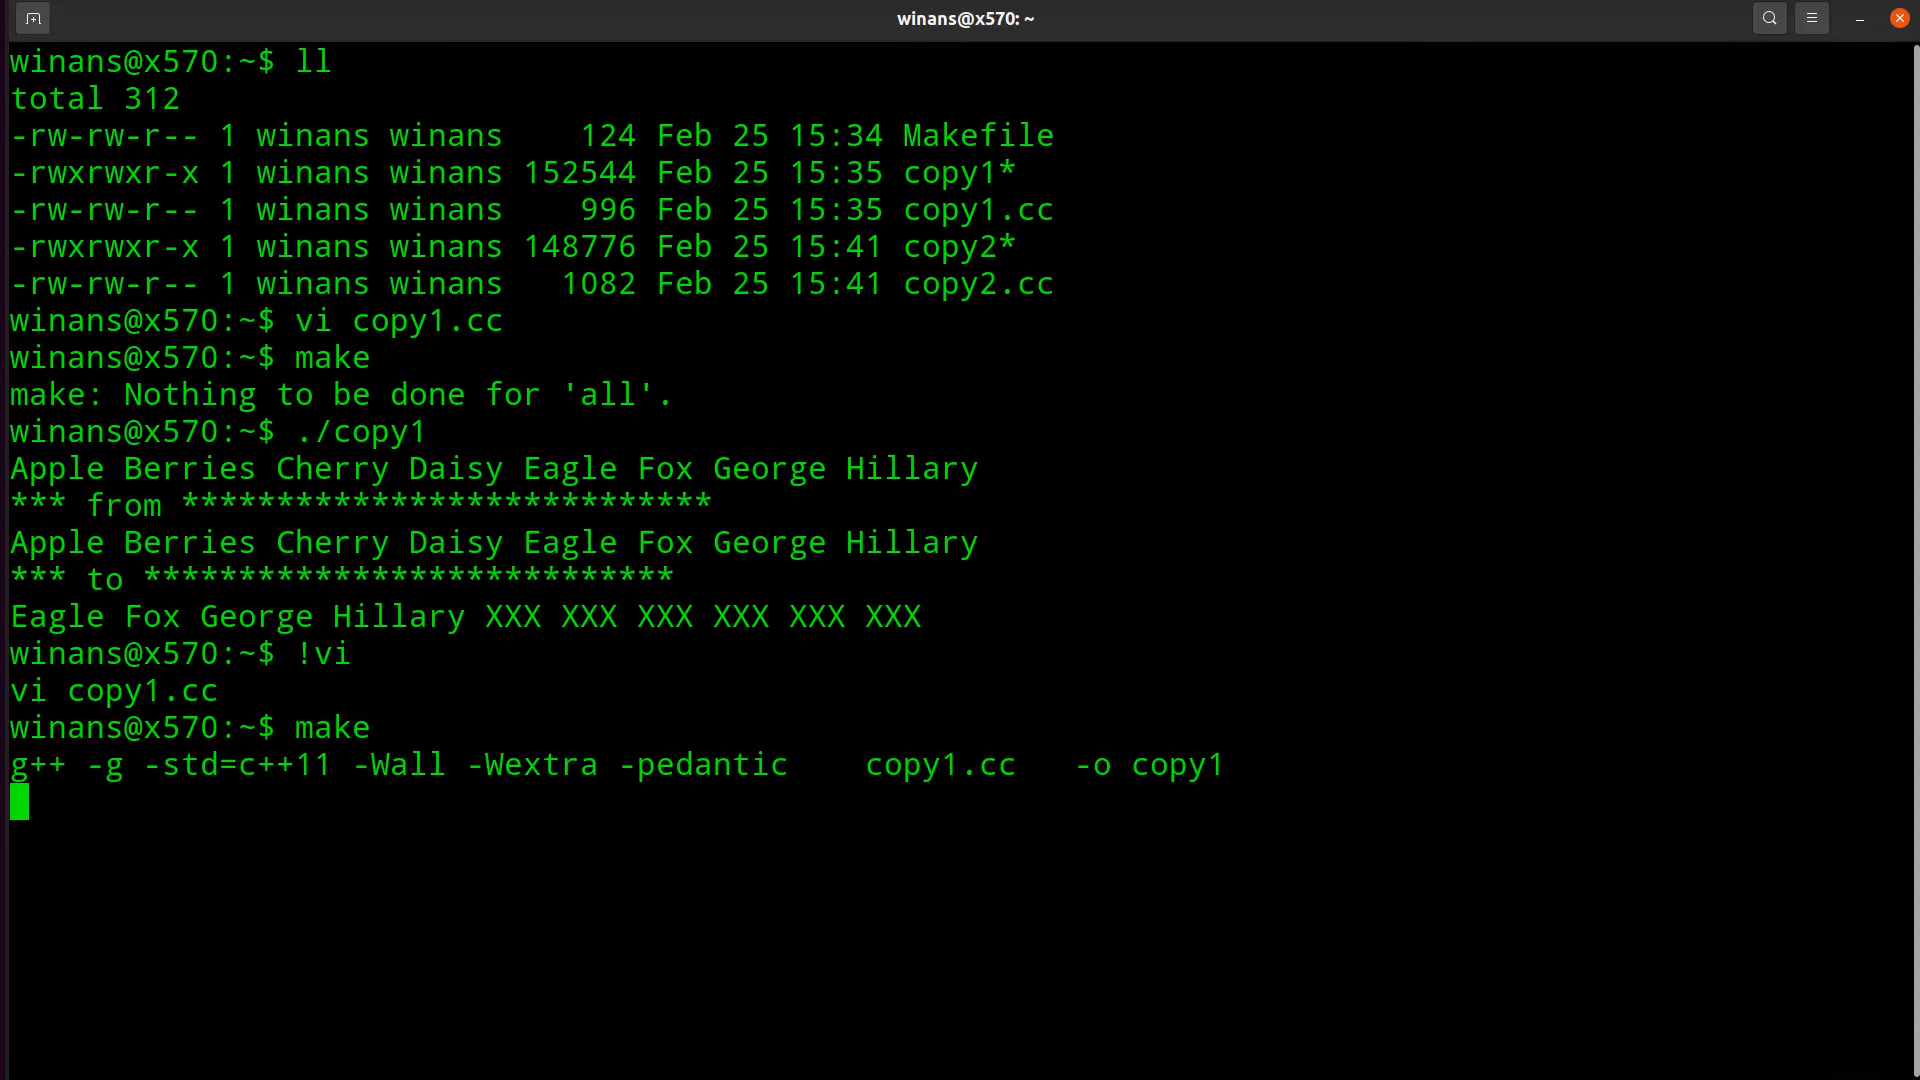 winans@x570: ~
winans@x570:~$ ll
total 312
-rw-rw-r-- 1 winans winans    124 Feb 25 15:34 Makefile
-rwxrwxr-x 1 winans winans 152544 Feb 25 15:35 copy1*
-rw-rw-r-- 1 winans winans    996 Feb 25 15:35 copy1.cc
-rwxrwxr-x 1 winans winans 148776 Feb 25 15:41 copy2*
-rw-rw-r-- 1 winans winans   1082 Feb 25 15:41 copy2.cc
winans@x570:~$ vi copy1.cc
winans@x570:~$ make
make: Nothing to be done for 'all'.
winans@x570:~$ ./copy1
Apple Berries Cherry Daisy Eagle Fox George Hillary
*** from ****************************
Apple Berries Cherry Daisy Eagle Fox George Hillary
*** to ****************************
Eagle Fox George Hillary XXX XXX XXX XXX XXX XXX
winans@x570:~$ !vi
vi copy1.cc
winans@x570:~$ make
g++ -g -std=c++11 -Wall -Wextra -pedantic    copy1.cc   -o copy1